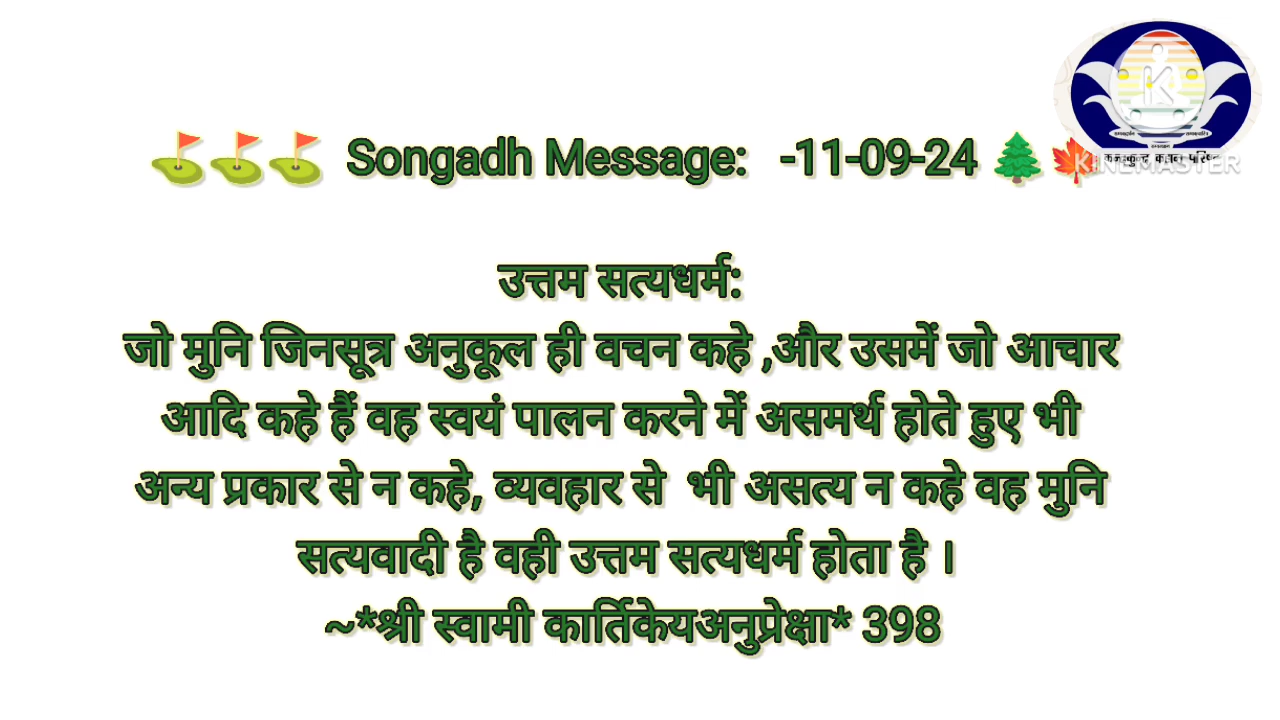 ⛳⛳⛳ Songadh Message: -11-09-24 🌲🍁
KINEMASTER
उत्तम सत्यधर्म:
जो मुनि जिनसूत्र अनुकूल ही वचन कहे ,और उसमें जो आचार
आदि कहे हैं वह स्वयं पालन करने में असमर्थ होते हुए भी
अन्य प्रकार से न कहे, व्यवहार से भी असत्य न कहे वह मुनि
सत्यवादी है वही उत्तम सत्यधर्म होता है ।
~*श्री स्वामी कार्तिकेयअनुप्रेक्षा* 398